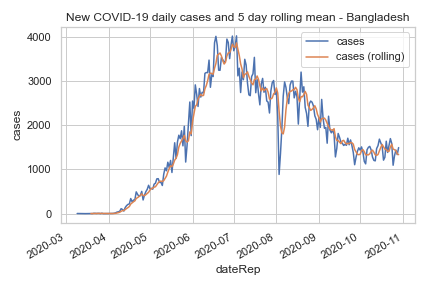 New COVID-19 daily cases and 5 day rolling mean - Bangladesh
cases
cases (rolling)
4000
3000
2000
1000
0
cases
2020-03
2020-04
2020-05
2020-06
2020-07
2020-08
2020-09
2020-10
2020-11
dateRep